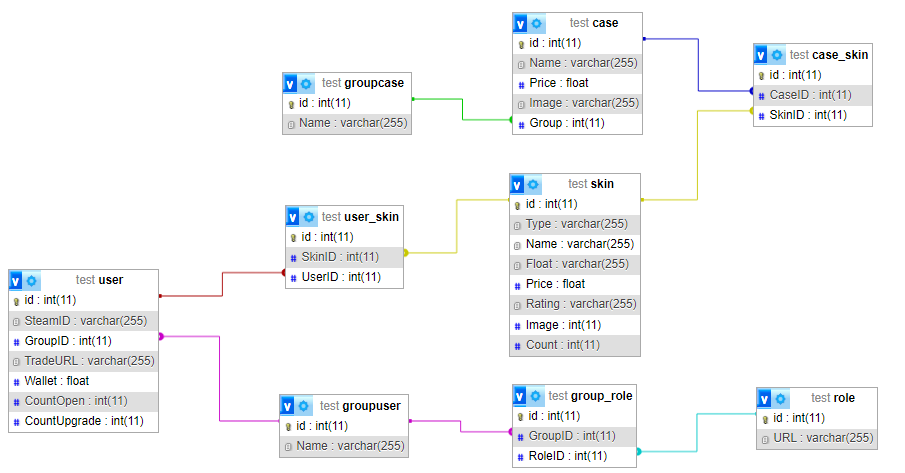 test case
id : int(11)
Name : varchar(255)
Price : float
Image : varchar(255)
Group : int(11)
test case_skin
id : int(11)
CaseID : int(11)
SkinID : int(11)
test groupcase
id : int(11)
Name : varchar(255)
test skin
id : int(11)
Type : varchar(255)
Name : varchar(255)
Float : varchar(255)
Price : float
Rating : varchar(255)
Image : int(11)
Count : int(11)
test user_skin
id : int(11)
SkinID : int(11)
UserID : int(11)
test user
id : int(11)
SteamID : varchar(255)
GroupID : int(11)
TradeURL : varchar(255)
Wallet : float
CountOpen : int(11)
CountUpgrade : int(11)
test groupuser
id : int(11)
Name : varchar(255)
test group_role
id : int(11)
GroupID : int(11)
RoleID : int(11)
test role
id : int(11)
URL : varchar(255)